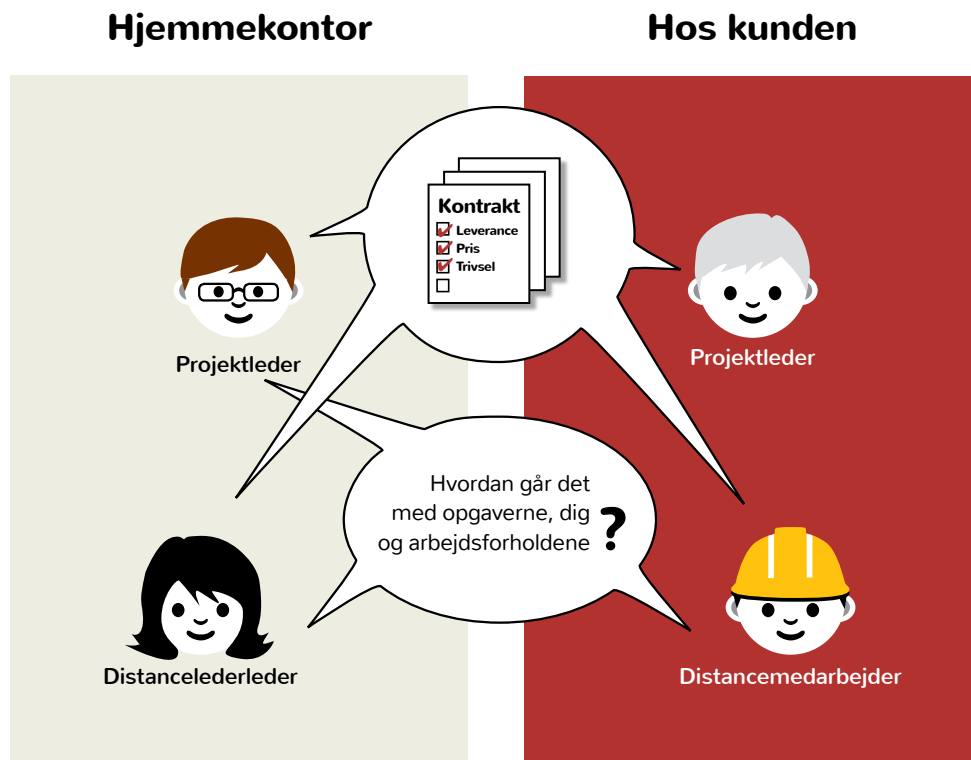 Hjemmekontor
Hos kunden
Kontrakt
Leverance
Pris
Trivsel
Projektleder
Projektleder
Hvordan går det
med opgaverne, dig
og arbejdsforholdene ?
Distancelederleder
Distancemedarbejder